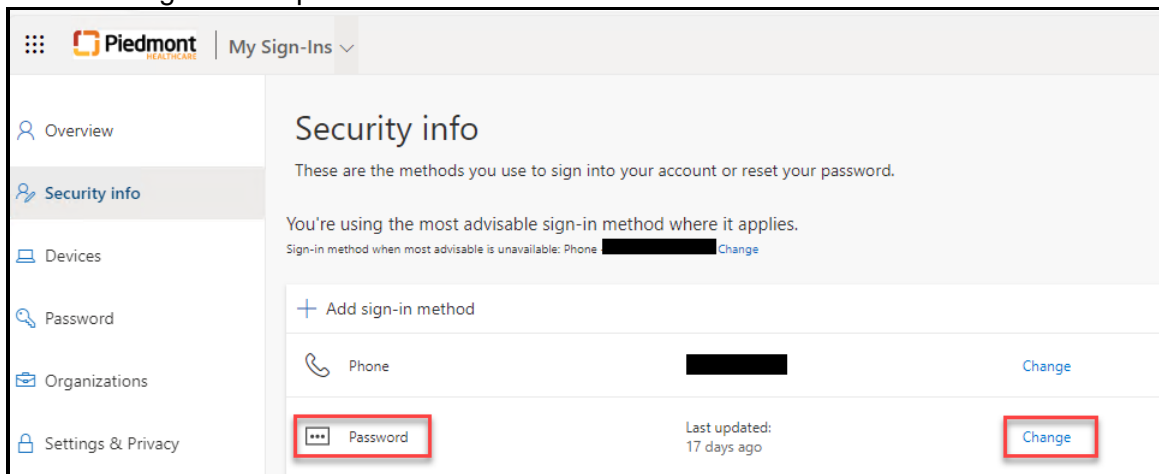 Piedmont
HEALTHCARE
My Sign-Ins
Overview
Security info
Devices
Password
Organizations
Settings & Privacy
Security info
These are the methods you use to sign into your account or reset your password.
You're using the most advisable sign-in method where it applies.
Sign-in method when most advisable is unavailable: Phone - Change
Add sign-in method
Phone Change
Password Last updated: Change
17 days ago